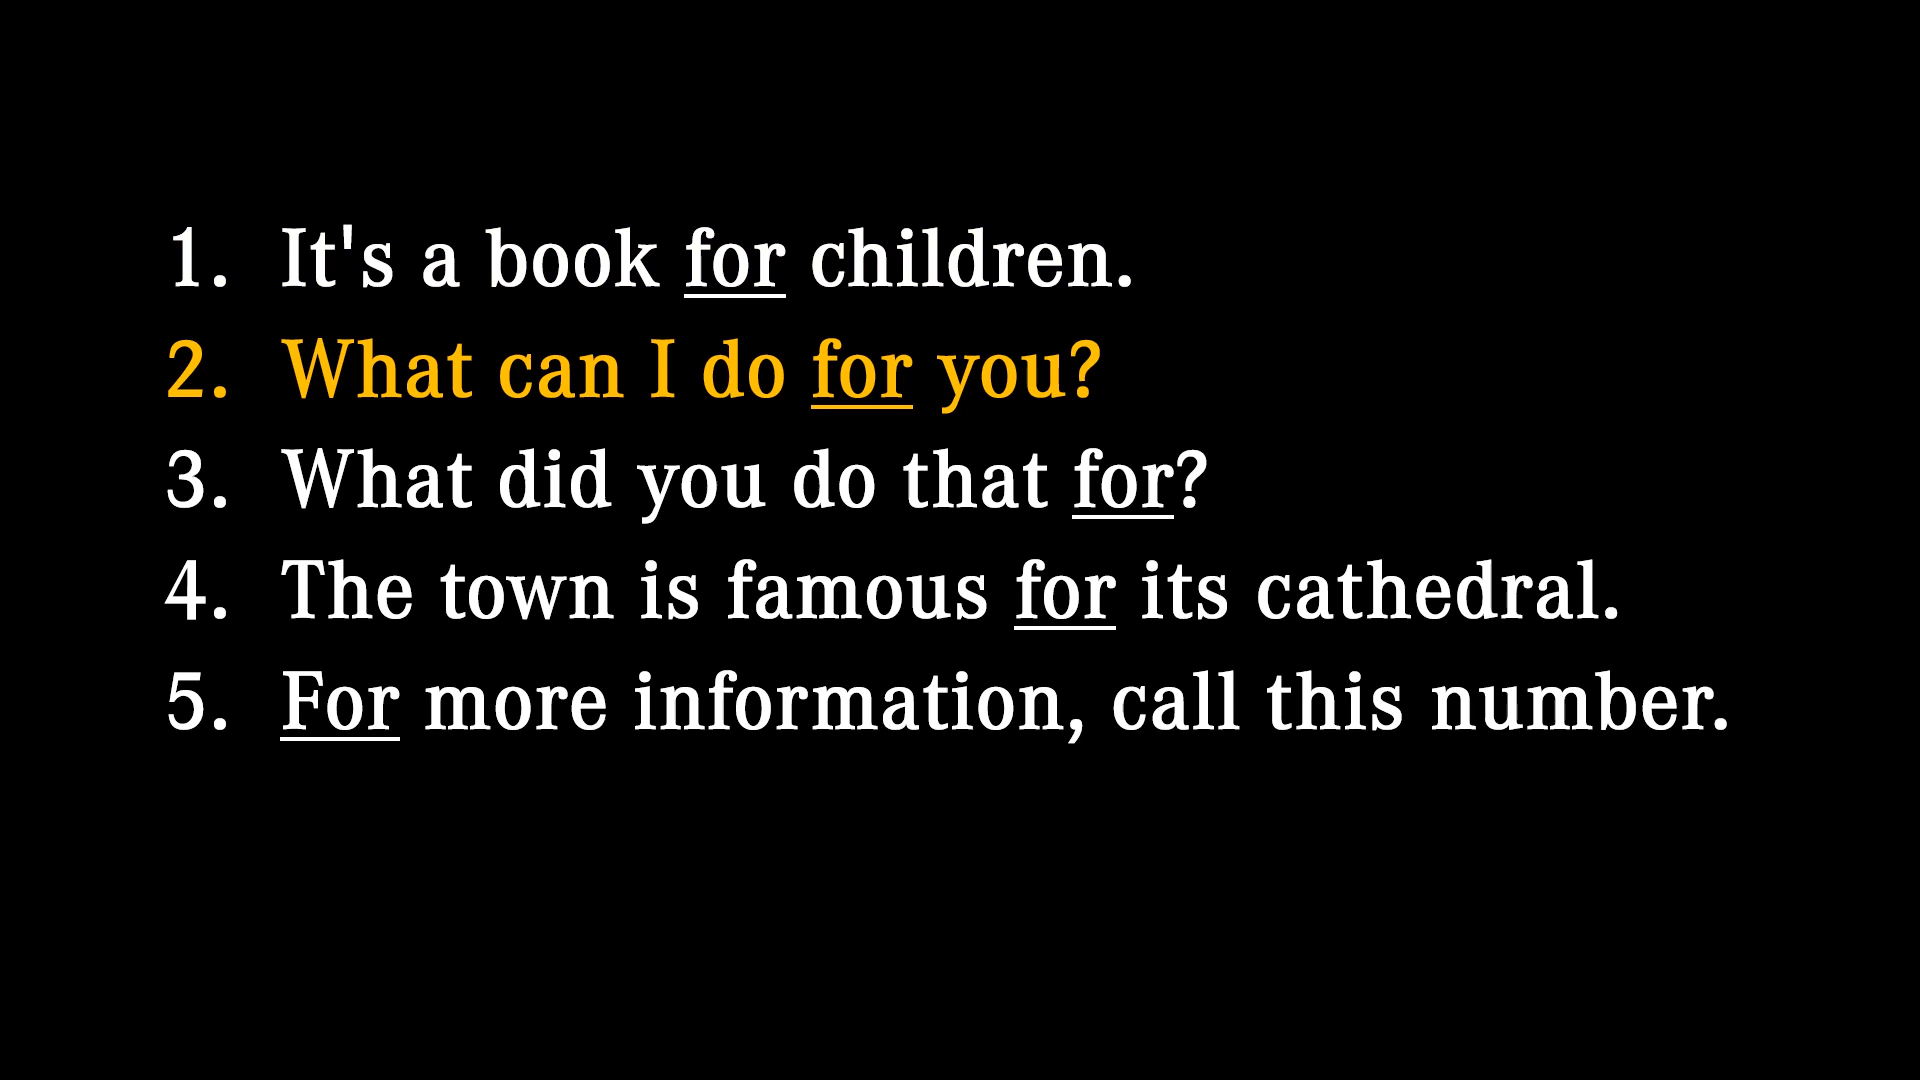 1. It's a book for children.
2. What can I do for you?
3. What did you do that for?
4. The town is famous for its cathedral.
5. For more information, call this number.